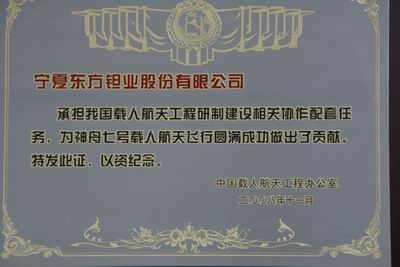 宁夏东方钽业股份有限公司
承担我国载人航天工程研制建设相关协作配套任
务，为神舟七号载人航天飞行圆满成功做出了贡献。
特发此证，以资纪念。
中国载人航天工程办公室
二〇〇八年十一月